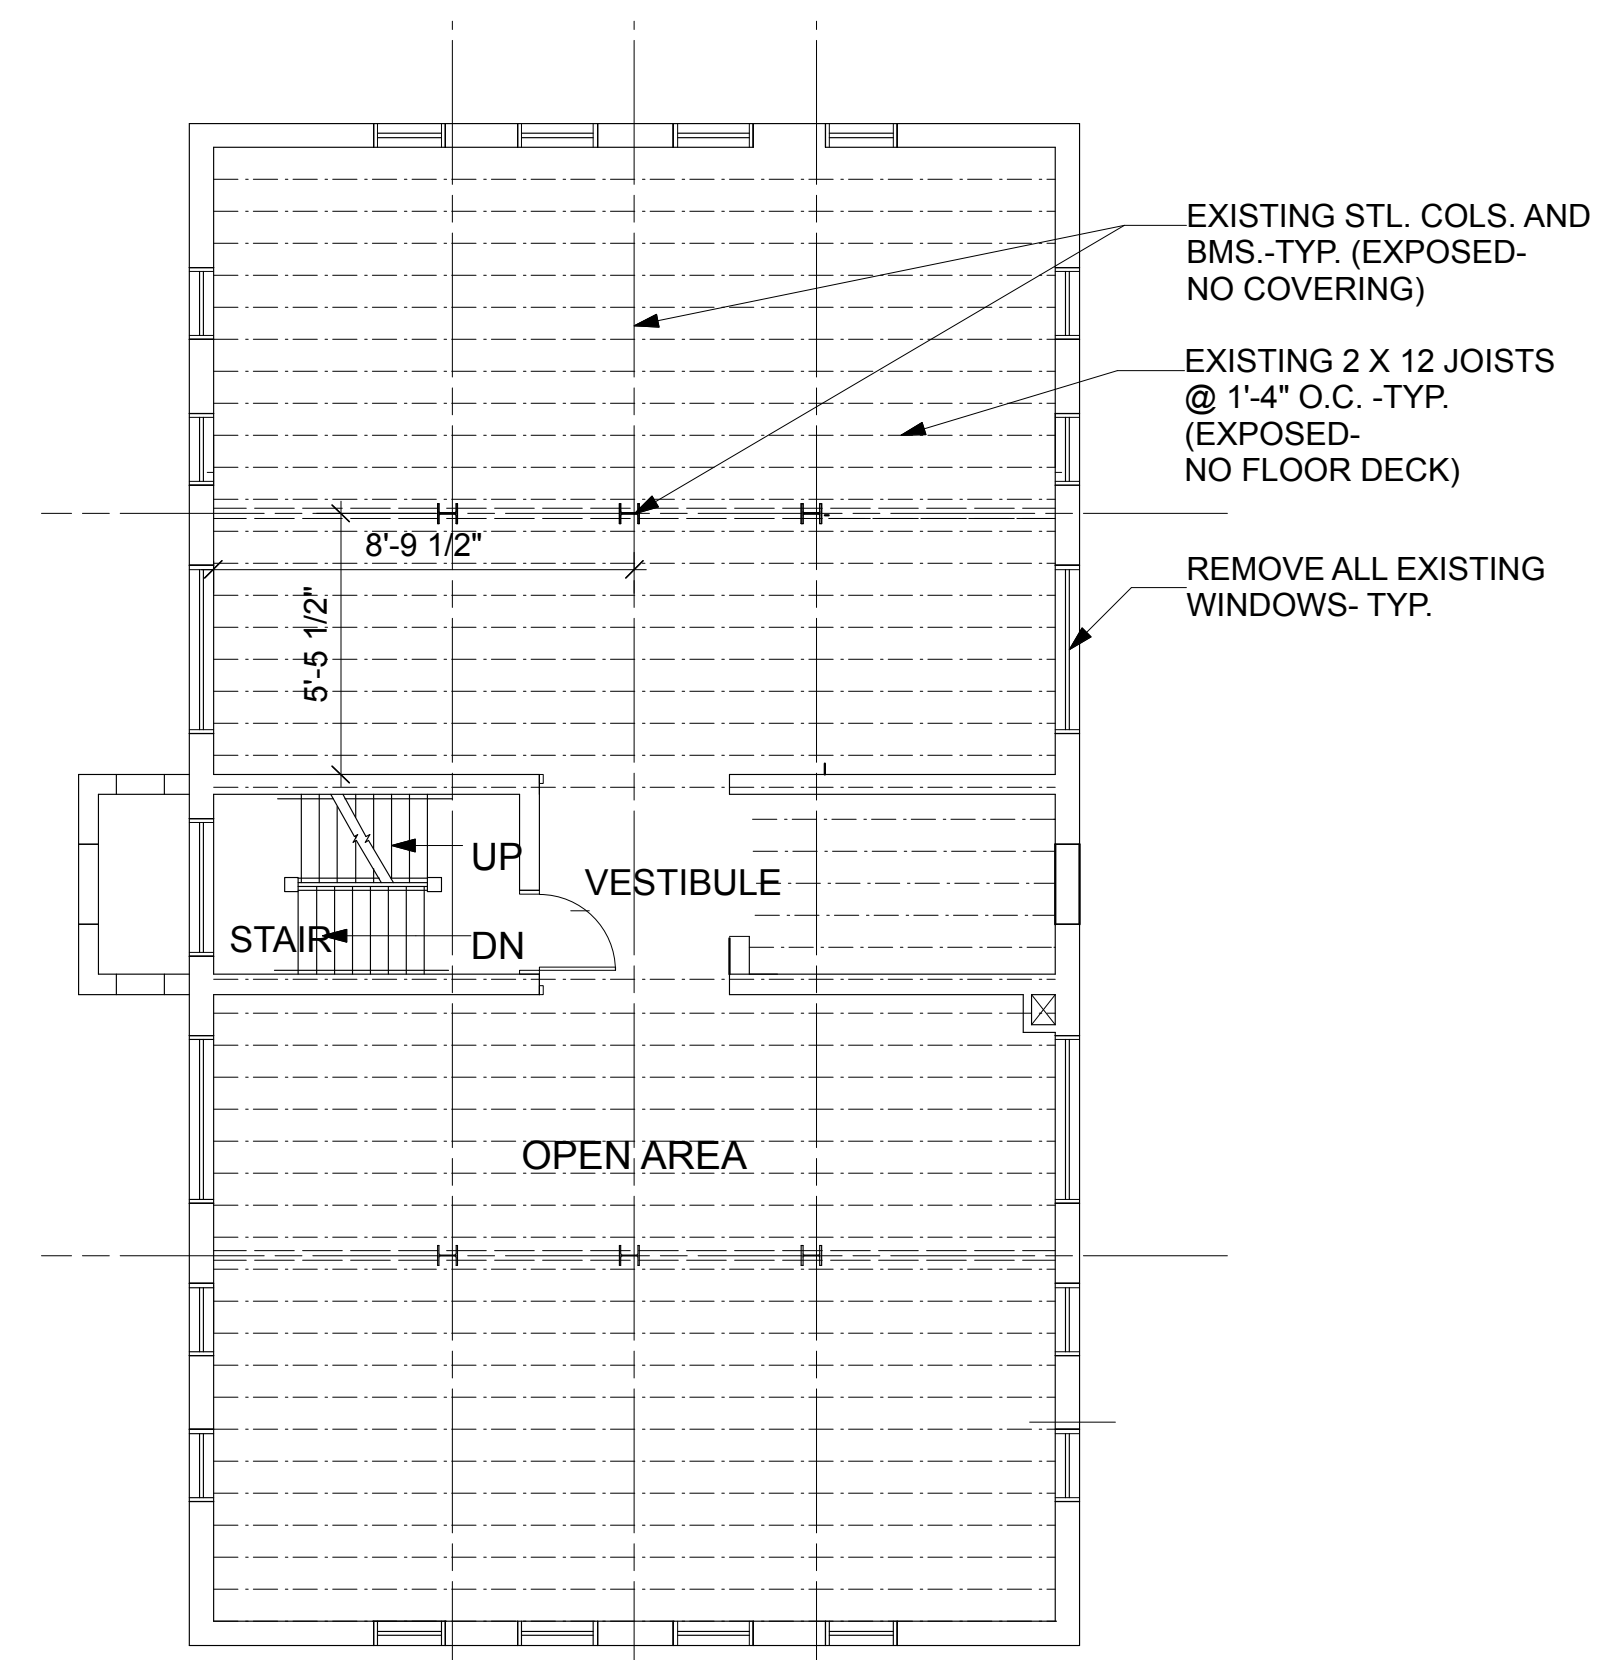 EXISTING STL. COLS. AND
BMS.-TYP. (EXPOSED-
NO COVERING)
EXISTING 2 X 12 JOISTS
@ 1'-4" O.C. -TYP.
(EXPOSED-
NO FLOOR DECK)
8'-9 1/2"
REMOVE ALL EXISTING
WINDOWS- TYP.
5'-5 1/2"
UP
VESTIBULE
STAIR
DN
OPEN AREA